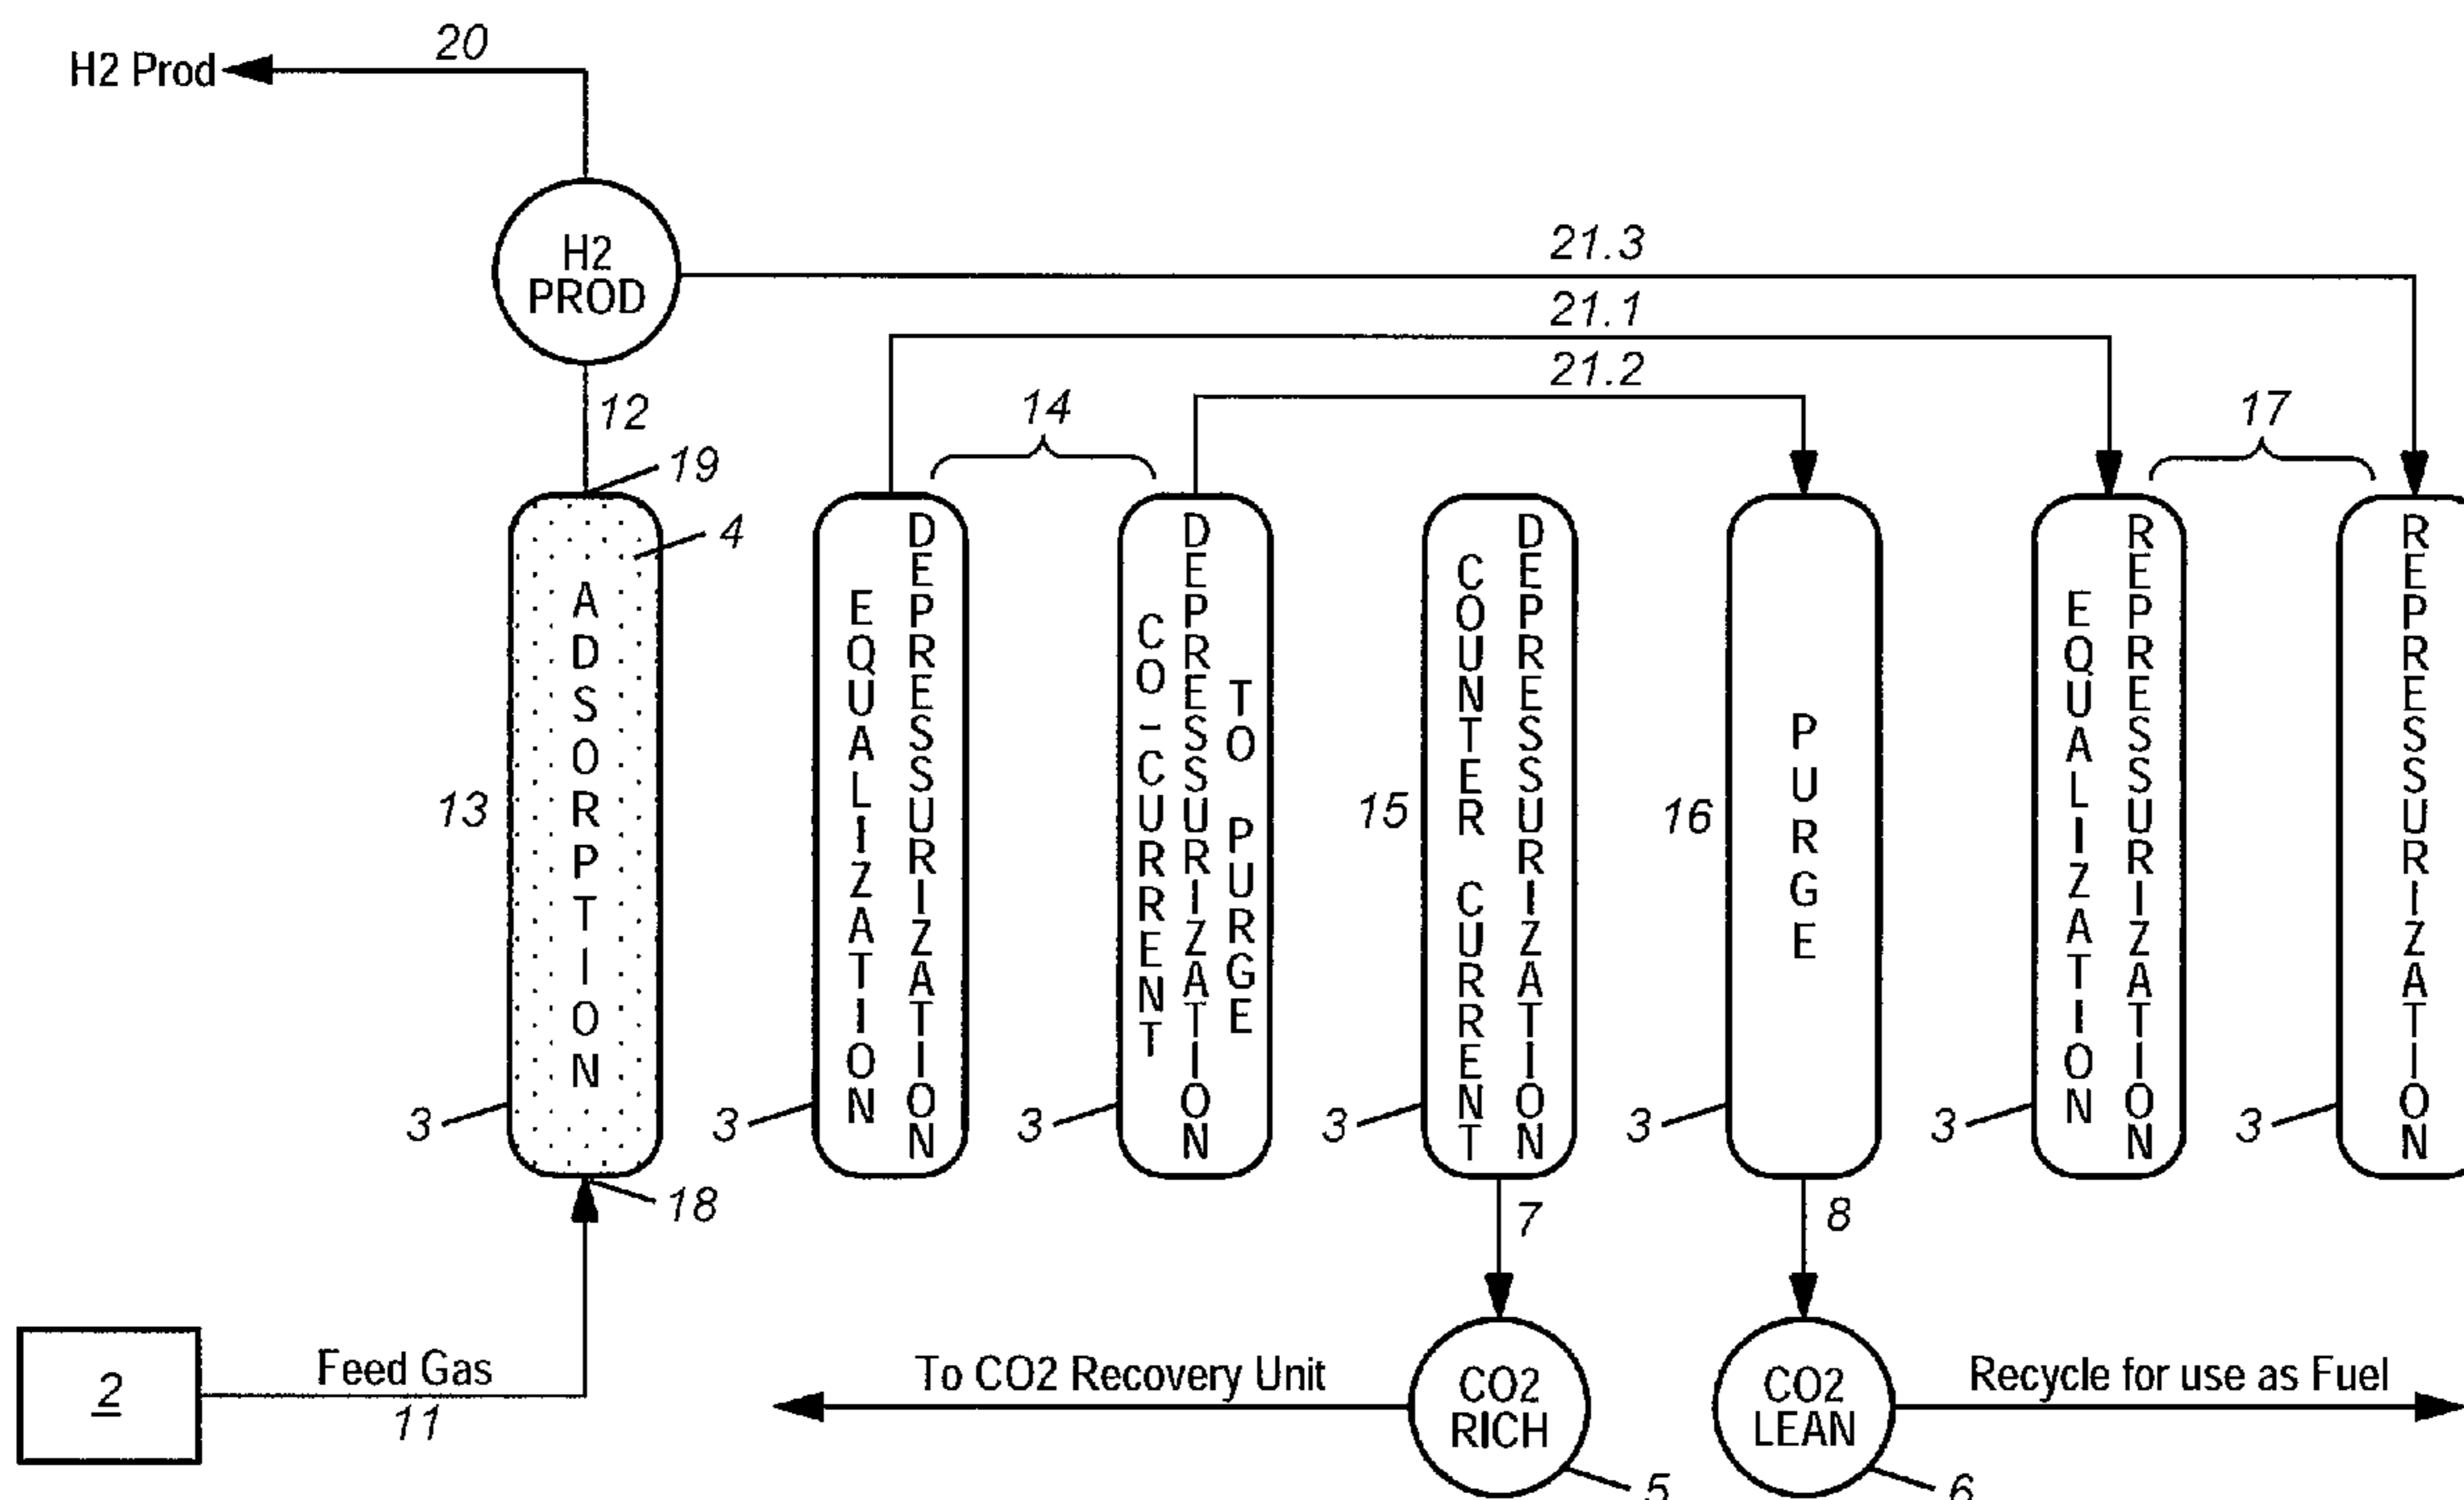 20
H2 Prod
H2
PROD
21.3
21.1
21.2
12
14
17
19
4
ADSORPTION
EQUALIZATION
DEPRESSURIZATION
CO-CURRENT
DEPRESSURIZATION
TO PURGE
COUNTER CURRENT
DEPRESSURIZATION
PURGE
EQUALIZATION
REPRESSURIZATION
REPRESSURIZATION
13
15
16
3
3
3
3
3
3
3
18
7
8
2
Feed Gas
11
To CO2 Recovery Unit
CO2
RICH
CO2
LEAN
Recycle for use as Fuel
5
6